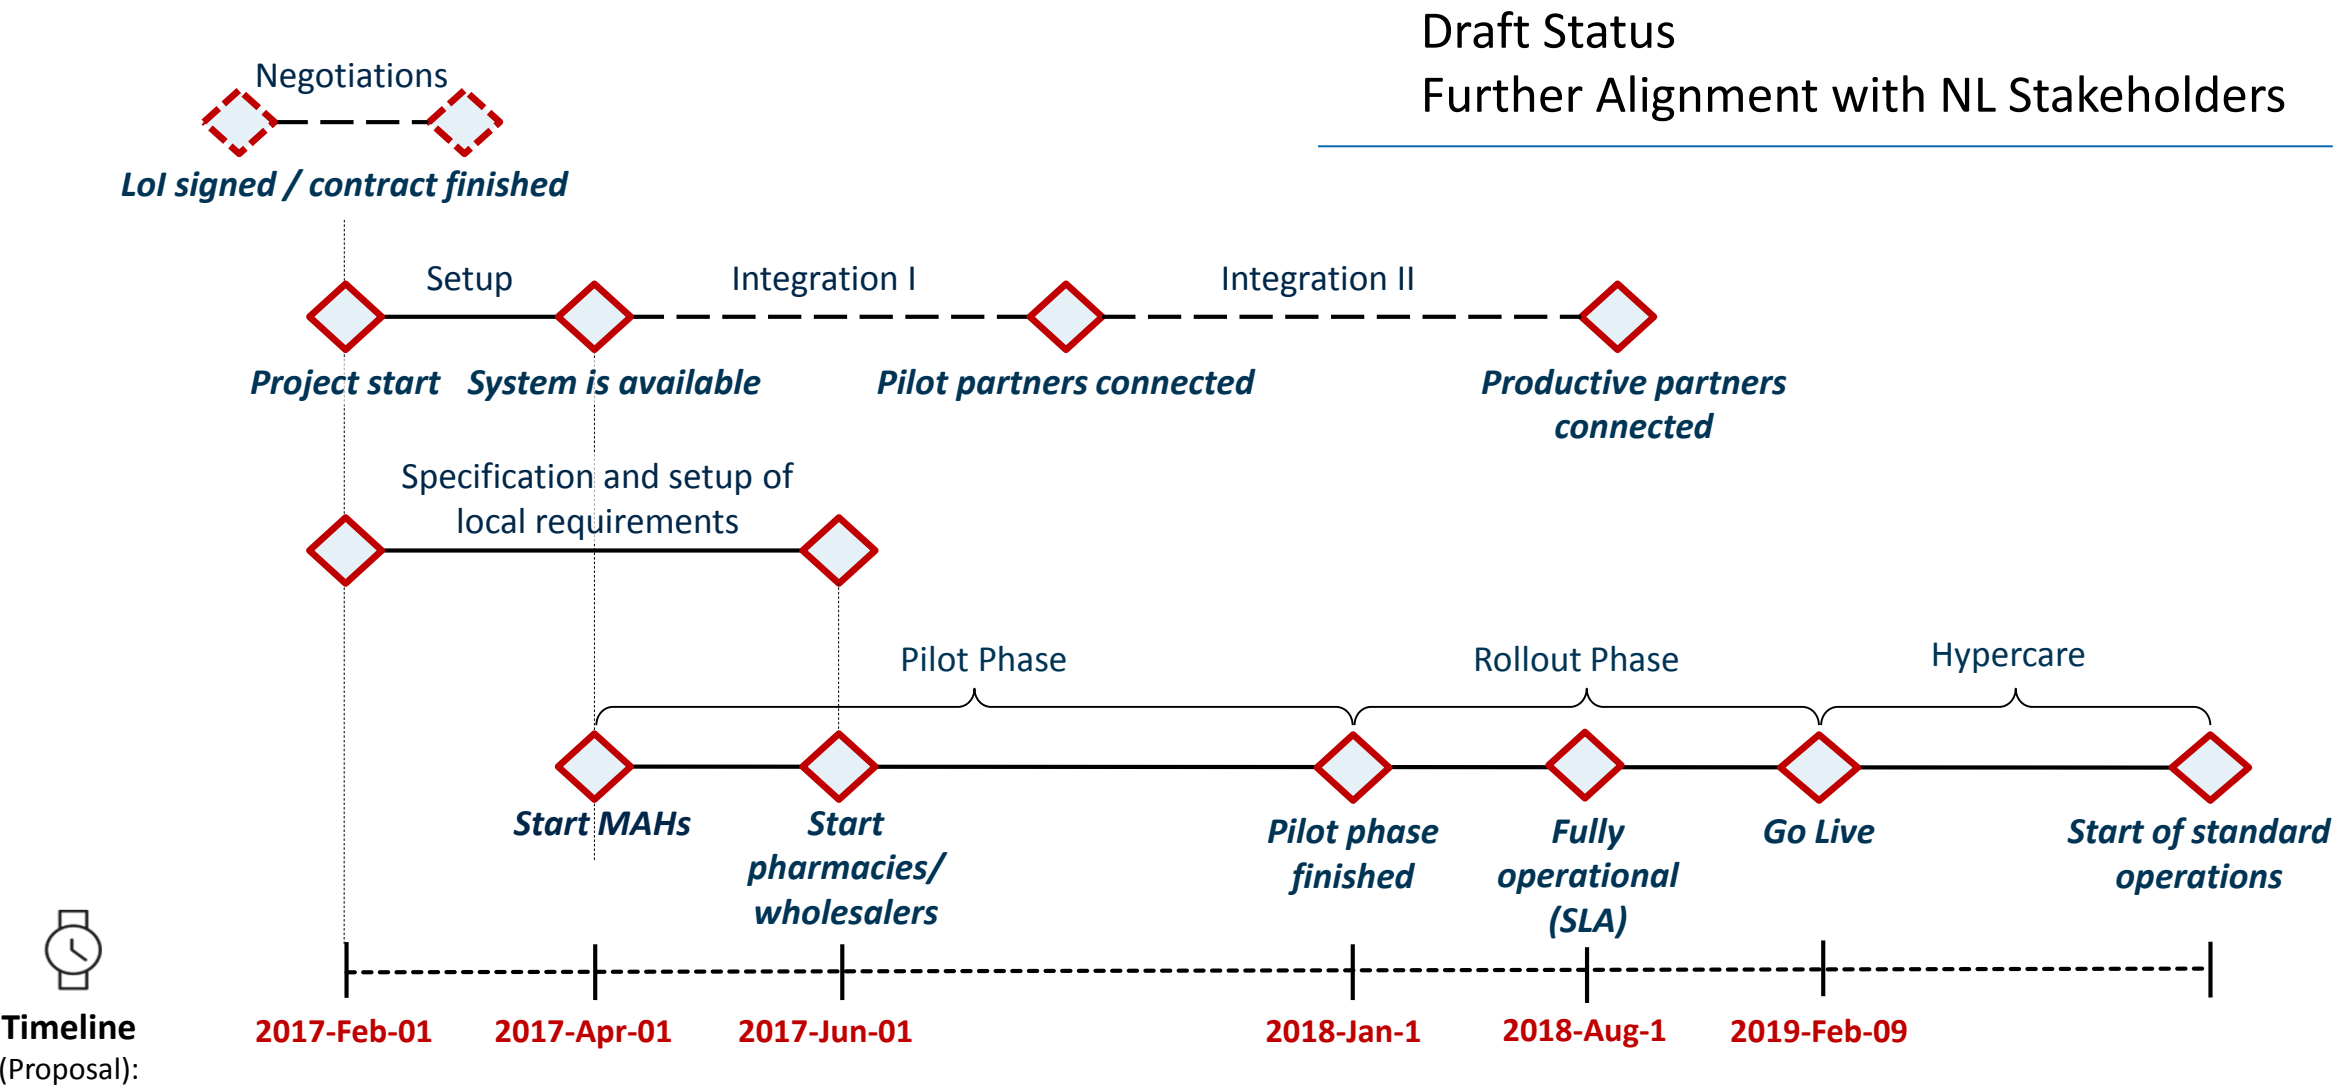 Draft Status
Further Alignment with NL Stakeholders
Negotiations
LoI signed / contract finished
Setup
Integration I
Integration II
Project start
System is available
Pilot partners connected
Productive partners
connected
Specification and setup of
local requirements
Pilot Phase
Rollout Phase
Hypercare
Start MAHs
Start
pharmacies/
wholesalers
Pilot phase
finished
Fully
operational
(SLA)
Go Live
Start of standard
operations
Timeline
(Proposal):
2017-Feb-01
2017-Apr-01
2017-Jun-01
2018-Jan-1
2018-Aug-1
2019-Feb-09